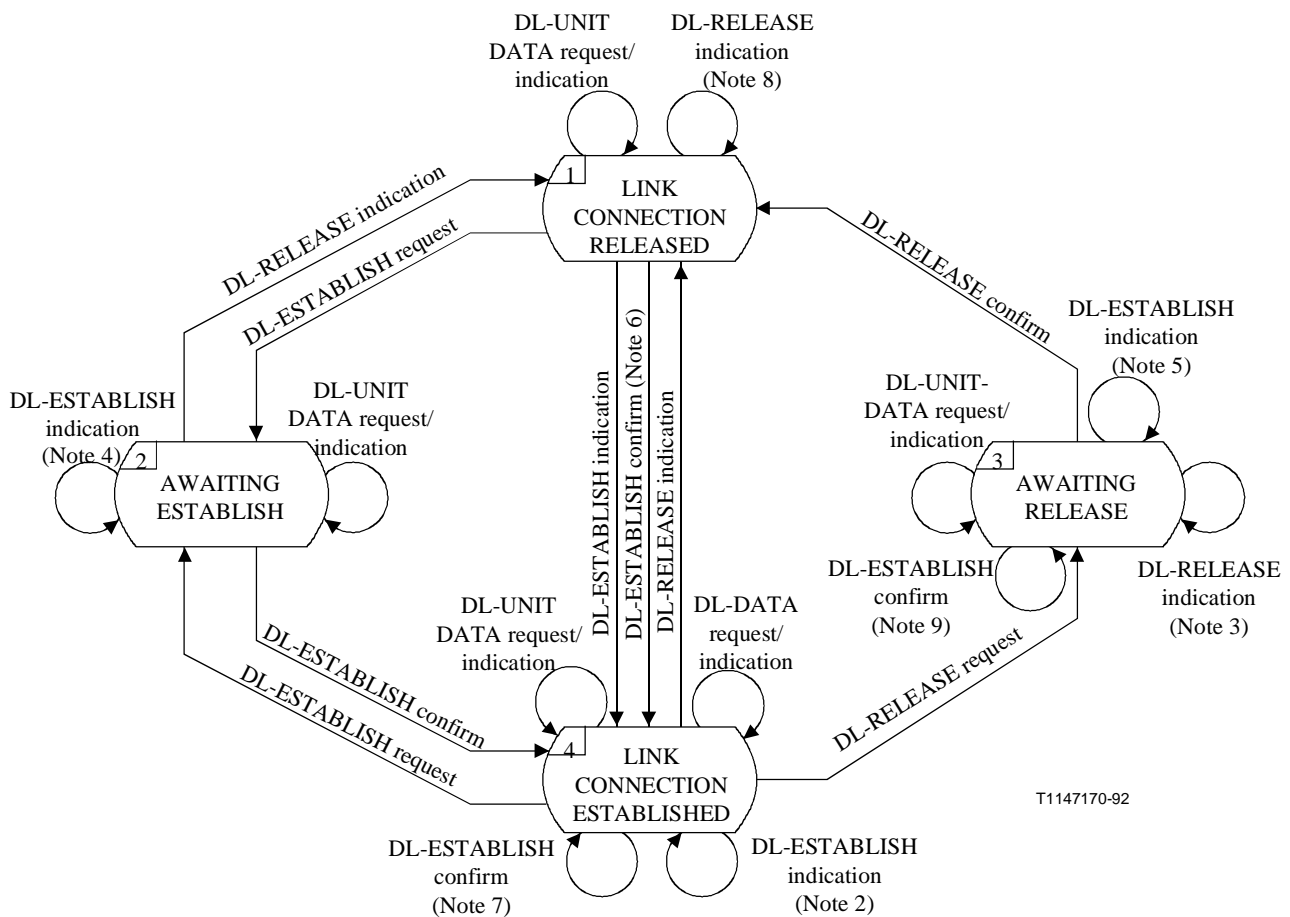 DL-UNIT
DATA request/
indication
DL-RELEASE
indication
(Note 8)
1
LINK
CONNECTION
RELEASED
DL-RELEASE indication
DL-ESTABLISH request
DL-RELEASE confirm
DL-ESTABLISH
indication
(Note 5)
DL-ESTABLISH
indication
(Note 4)
DL-UNIT
DATA request/
indication
2
AWAITING
ESTABLISH
DL-ESTABLISH indication
DL-ESTABLISH confirm (Note 6)
DL-RELEASE indication
DL-UNIT-
DATA request/
indication
3
AWAITING
RELEASE
DL-ESTABLISH
confirm
(Note 9)
DL-RELEASE
indication
(Note 3)
DL-ESTABLISH confirm
DL-ESTABLISH request
DL-UNIT
DATA request/
indication
DL-DATA
request/
indication
DL-RELEASE request
4
LINK
CONNECTION
ESTABLISHED
T1147170-92
DL-ESTABLISH
confirm
(Note 7)
DL-ESTABLISH
indication
(Note 2)